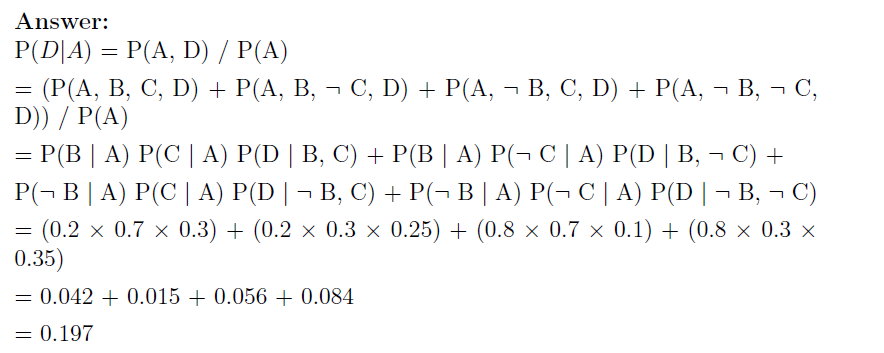 Answer:
P(D|A) = P(A, D) / P(A)
= (P(A, B, C, D) + P(A, B, ¬ C, D) + P(A, ¬ B, C, D) + P(A, ¬ B, ¬ C,
D)) / P(A)
= P(B | A) P(C | A) P(D | B, C) + P(B | A) P(¬ C | A) P(D | B, ¬ C) +
P(¬ B | A) P(C | A) P(D | ¬ B, C) + P(¬ B | A) P(¬ C | A) P(D | ¬ B, ¬ C)
= (0.2 × 0.7 × 0.3) + (0.2 × 0.3 × 0.25) + (0.8 × 0.7 × 0.1) + (0.8 × 0.3 ×
0.35)
= 0.042 + 0.015 + 0.056 + 0.084
= 0.197